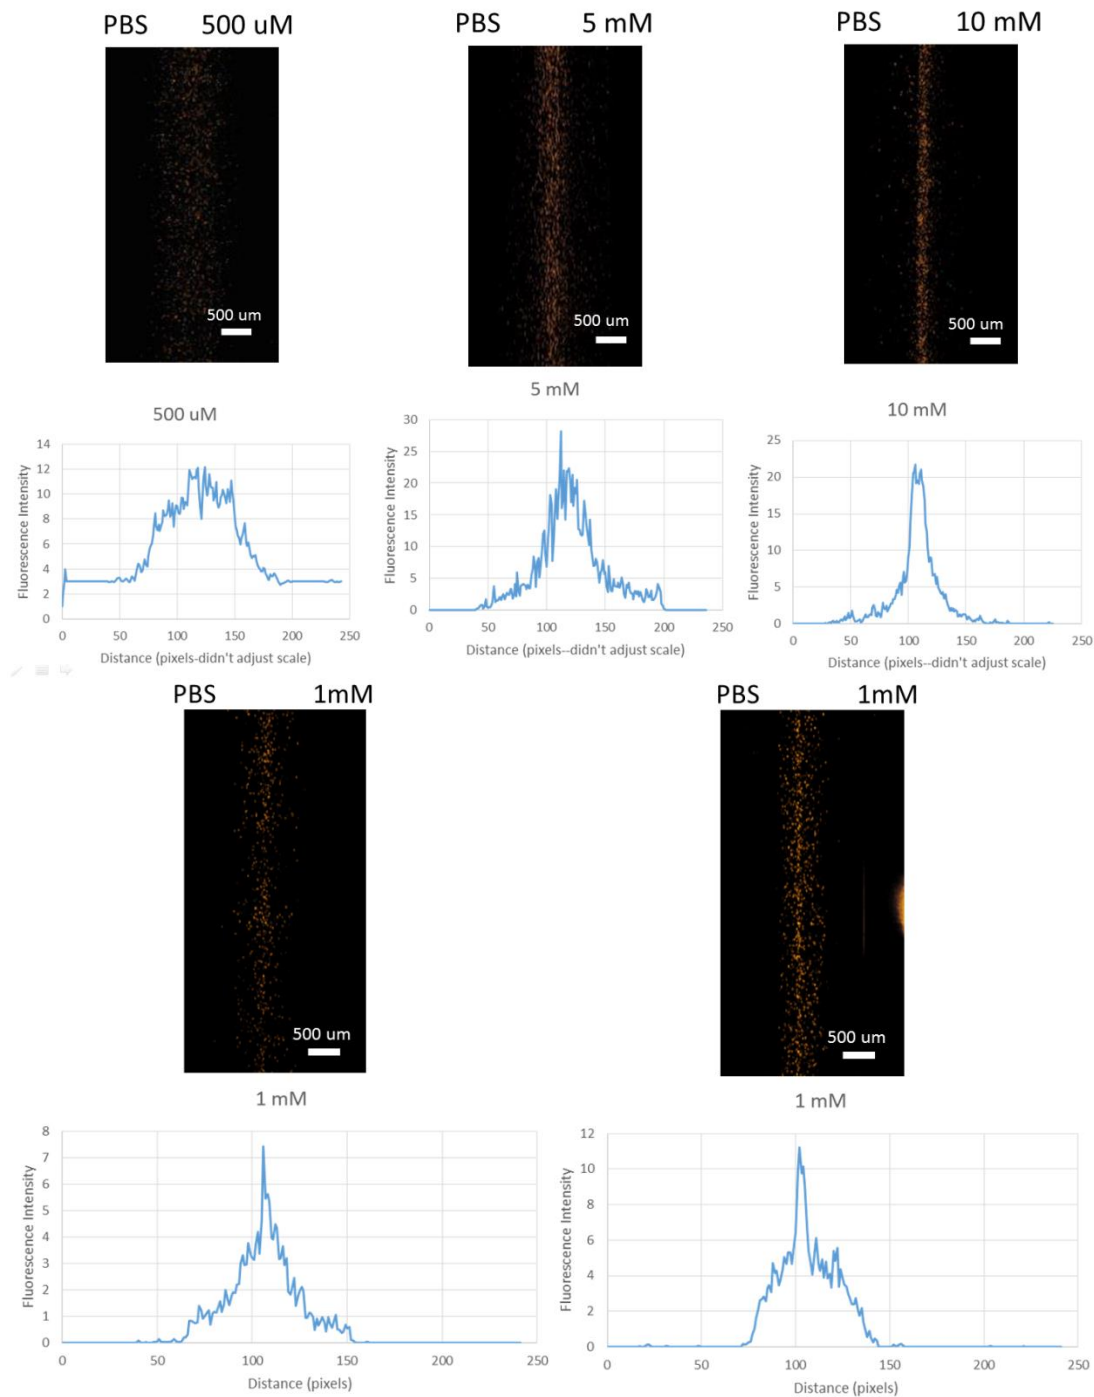 PBS 500 uM
PBS 5 mM
PBS 10 mM
500 um
500 um
500 um
500 uM
Fluorescence Intensity
14
12
10
8
6
4
2
0
0 50 100 150 200 250
Distance (pixels-didn't adjust scale)
5 mM
Fluorescence Intensity
30
25
20
15
10
5
0
0 50 100 150 200 250
Distance (pixels--didn't adjust scale)
10 mM
Fluorescence Intensity
25
20
15
10
5
0
0 50 100 150 200 250
Distance (pixels--didn't adjust scale)
PBS 1mM
PBS 1mM
500 um
500 um
1 mM
Fluorescence Intensity
8
7
6
5
4
3
2
1
0
0 50 100 150 200 250
Distance (pixels)
1 mM
Fluorescence Intensity
12
10
8
6
4
2
0
0 50 100 150 200 250
Distance (pixels)